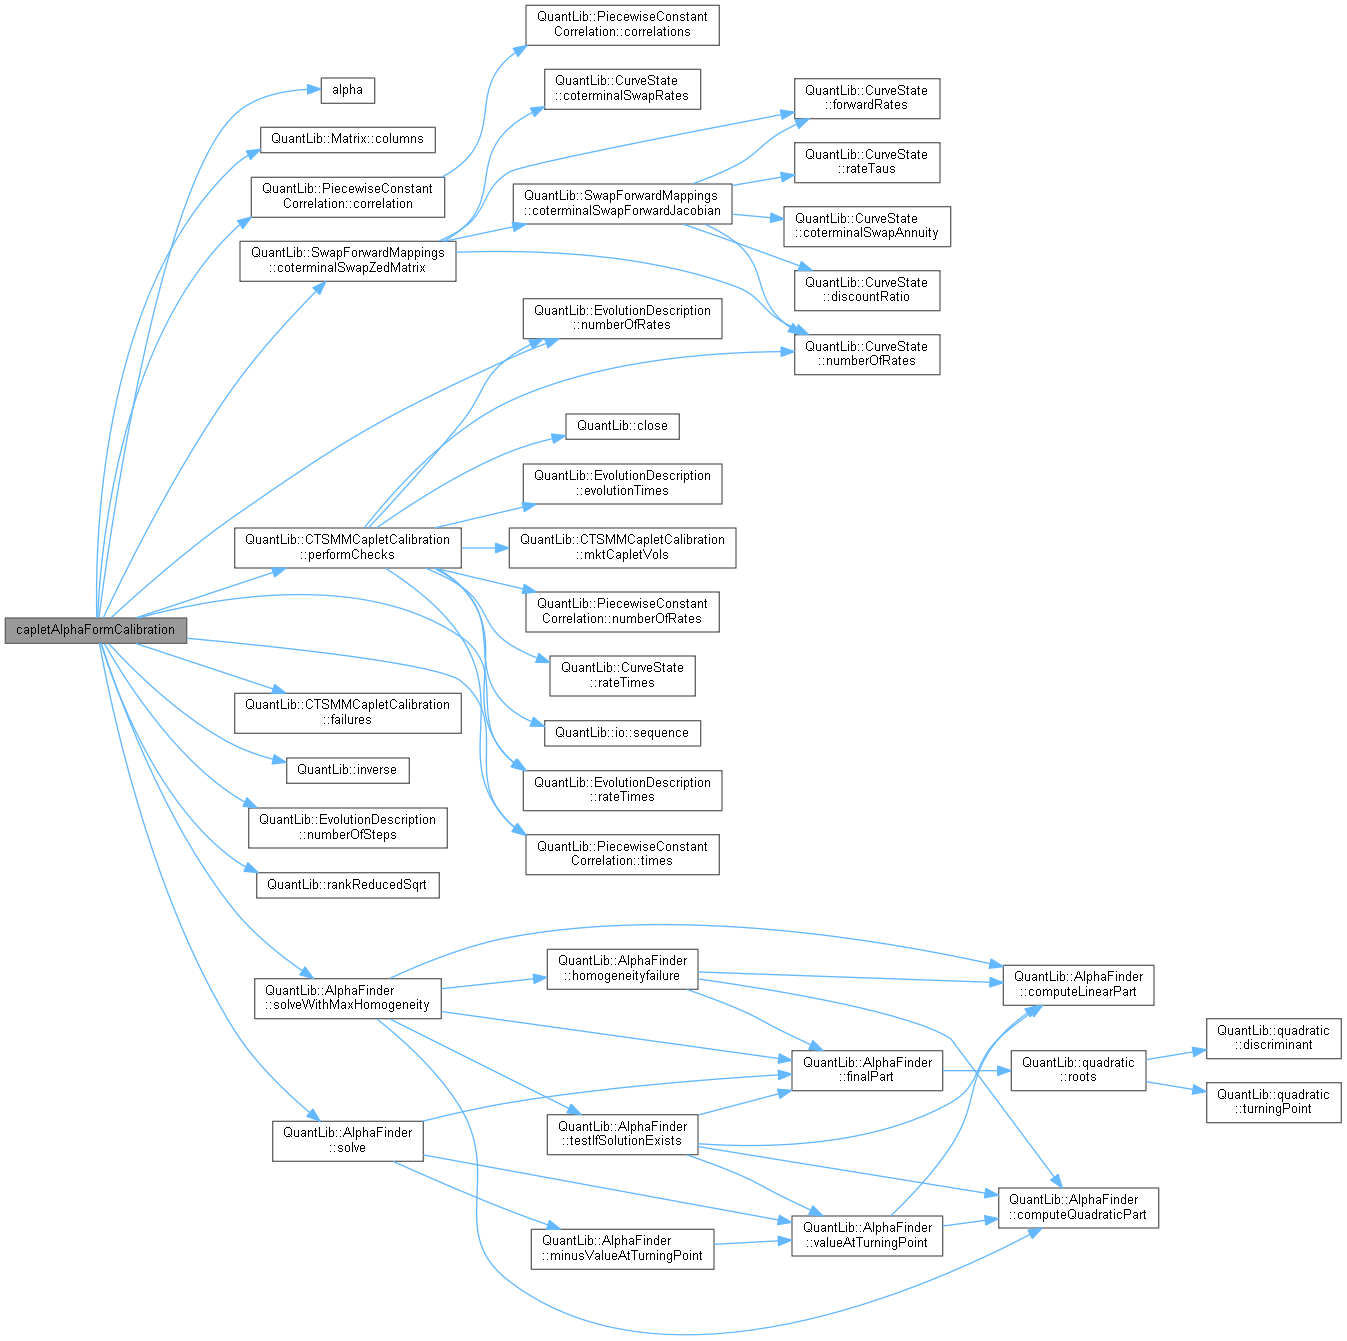 QuantLib::PiecewiseConstant
Correlation::correlations
alpha
QuantLib::CurveState
::coterminalSwapRates
QuantLib::CurveState
::forwardRates
QuantLib::Matrix::columns
QuantLib::CurveState
::rateTaus
QuantLib::PiecewiseConstant
Correlation::correlation
QuantLib::SwapForwardMappings
::coterminalSwapForwardJacobian
QuantLib::CurveState
::coterminalSwapAnnuity
QuantLib::SwapForwardMappings
::coterminalSwapZedMatrix
QuantLib::CurveState
::discountRatio
QuantLib::EvolutionDescription
::numberOfRates
QuantLib::CurveState
::numberOfRates
QuantLib::close
QuantLib::EvolutionDescription
::evolutionTimes
QuantLib::CTSMMCapletCalibration
::performChecks
QuantLib::CTSMMCapletCalibration
::mktCapletVols
QuantLib::PiecewiseConstant
Correlation::numberOfRates
capletAlphaFormCalibration
QuantLib::CurveState
::rateTimes
QuantLib::CTSMMCapletCalibration
::failures
QuantLib::io::sequence
QuantLib::inverse
QuantLib::EvolutionDescription
::rateTimes
QuantLib::EvolutionDescription
::numberOfSteps
QuantLib::PiecewiseConstant
Correlation::times
QuantLib::rankReducedSqrt
QuantLib::AlphaFinder
::homogeneityfailure
QuantLib::AlphaFinder
::computeLinearPart
QuantLib::AlphaFinder
::solveWithMaxHomogeneity
QuantLib::quadratic
::discriminant
QuantLib::AlphaFinder
::finalPart
QuantLib::quadratic
::roots
QuantLib::quadratic
::turningPoint
QuantLib::AlphaFinder
::solve
QuantLib::AlphaFinder
::testIfSolutionExists
QuantLib::AlphaFinder
::computeQuadraticPart
QuantLib::AlphaFinder
::valueAtTurningPoint
QuantLib::AlphaFinder
::minusValueAtTurningPoint